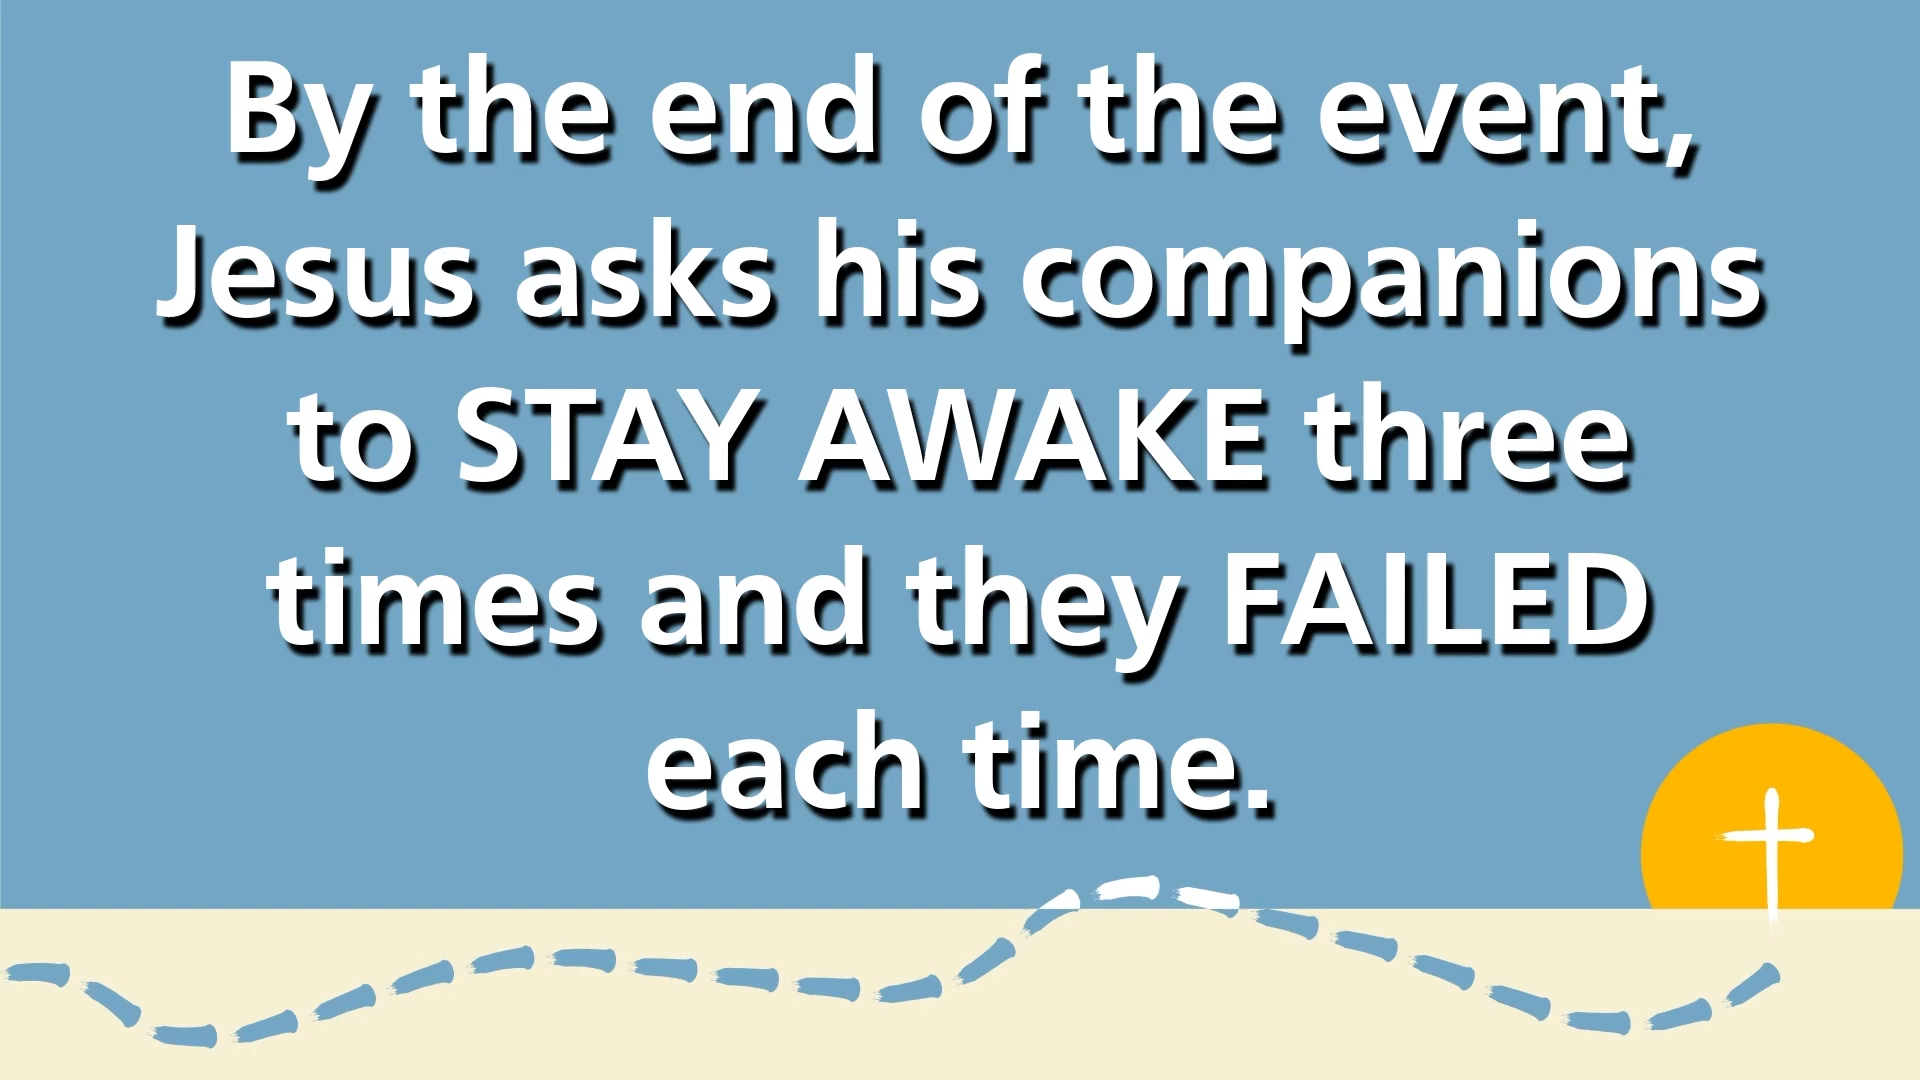 By the end of the event,
Jesus asks his companions
to STAY AWAKE three
times and they FAILED
each time.